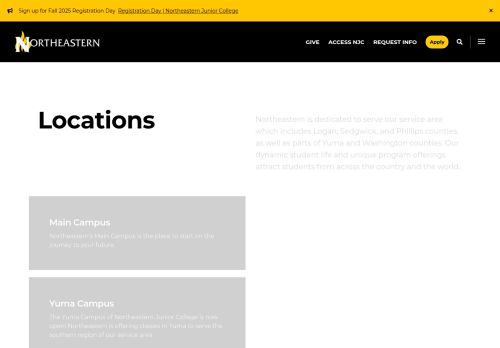 Sign up for Fall 2025 Registration Day Registration Day | Northeastern Junior College
×
NORTHEASTERN
GIVE
ACCESS NJC
REQUEST INFO
Apply
Locations
Northeastern is dedicated to serve our service area
which includes Logan, Sedgwick, and Phillips counties,
as well as parts of Yuma and Washington counties. Our
dynamic student life and unique program offerings
attract students from across the country and the world.
Main Campus
Northeastern's Main Campus is the place to start on the
journey to your future.
Yuma Campus
The Yuma Campus of Northeastern Junior College is now
open! Northeastern is offering classes in Yuma to serve the
southern region of our service area.